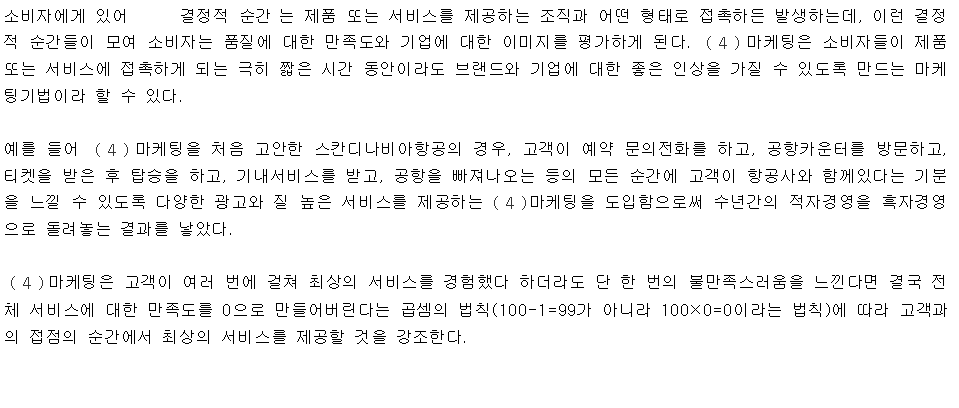 소비자에게 있어 결정적 순간 는 제품 또는 서비스를 제공하는 조직과 어떤 형태로 접촉하든 발생하는데, 이런 결정
적 순간들이 모여 소비자는 품질에 대한 만족도와 기업에 대한 이미지를 평가하게 된다. (4)마케팅은 소비자들이 제품
또는 서비스에 접촉하게 되는 극히 짧은 시간 동안이라도 브랜드와 기업에 대한 좋은 인상을 가질 수 있도록 만드는 마케
팅기법이라 할 수 있다.
예를 들어 (4)마케팅을 처음 고안한 스칸디나비아항공의 경우, 고객이 예약 문의전화를 하고, 공항카운터를 방문하고,
티켓을 받은 후 탑승을 하고, 기내서비스를 받고, 공항을 빠져나오는 등의 모든 순간에 고객이 항공사와 함께있다는 기분
을 느낄 수 있도록 다양한 광고와 질 높은 서비스를 제공하는 (4)마케팅을 도입함으로써 수년간의 적자경영을 흑자경영
으로 돌려놓는 결과를 낳았다.
(4)마케팅은 고객이 여러 번에 걸쳐 최상의 서비스를 경험했다 하더라도 단 한 번의 불만족스러움을 느낀다면 결국 전
체 서비스에 대한 만족도를 0으로 만들어버린다는 곱셈의 법칙(100-1=99가 아니라 100×0=0이라는 법칙)에 따라 고객과
의 접점의 순간에서 최상의 서비스를 제공할 것을 강조한다.